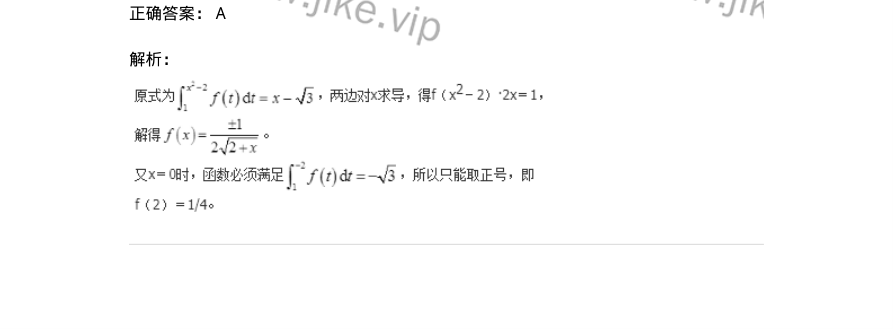 .jike.vip
正确答案： A
解析：
原式为∫₁^(x²−2) f(t)dt = x − √3，两边对x求导，得f（x²－2）·2x＝1，
解得 f(x) = ±1/(2√(2+x)) 。
又x＝0时，函数必须满足 ∫₁^(−2) f(t)dt = −√3，所以只能取正号，即
f（2）＝1/4。